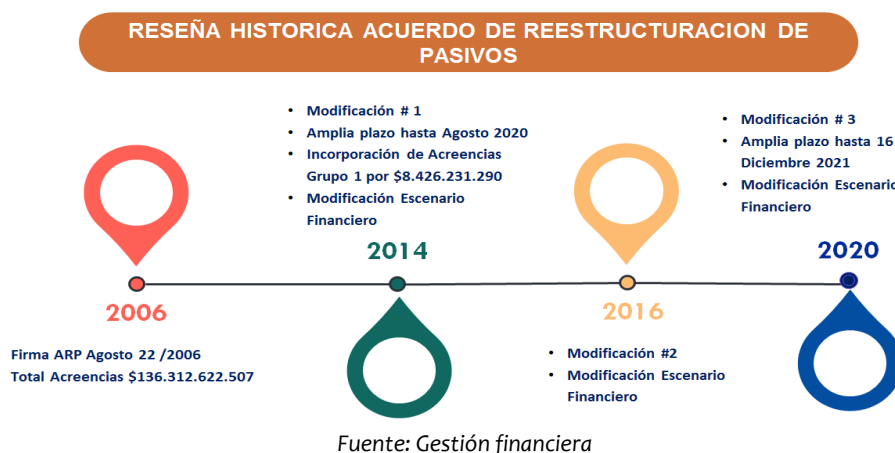 RESEÑA HISTORICA ACUERDO DE REESTRUCTURACION DE
PASIVOS
2006
Firma ARP Agosto 22 /2006
Total Acreencias $136.312.622.507
• Modificación # 1
• Amplia plazo hasta Agosto 2020
• Incorporación de Acreencias
Grupo 1 por $8.426.231.290
• Modificación Escenario
Financiero
2014
2016
• Modificación #2
• Modificación Escenario
Financiero
• Modificación # 3
• Amplia plazo hasta 16
Diciembre 2021
• Modificación Escenario
Financiero
2020
Fuente: Gestión financiera